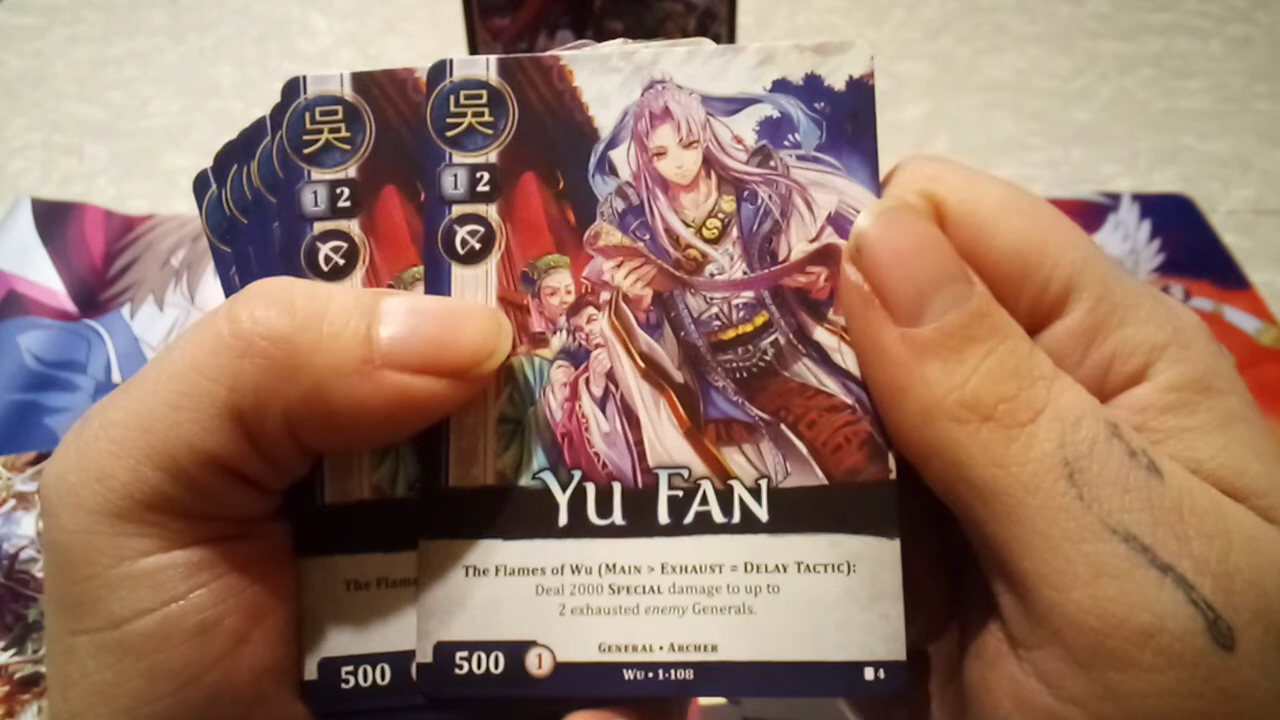 吳
吳
1 2
1 2
YU FAN
THE FLAMES OF WU (MAIN > EXHAUST = DELAY TACTIC):
Deal 2000 SPECIAL damage to up to
2 exhausted enemy Generals.
GENERAL • ARCHER
500 1
WU • 1-108
4
THE FLAME
500